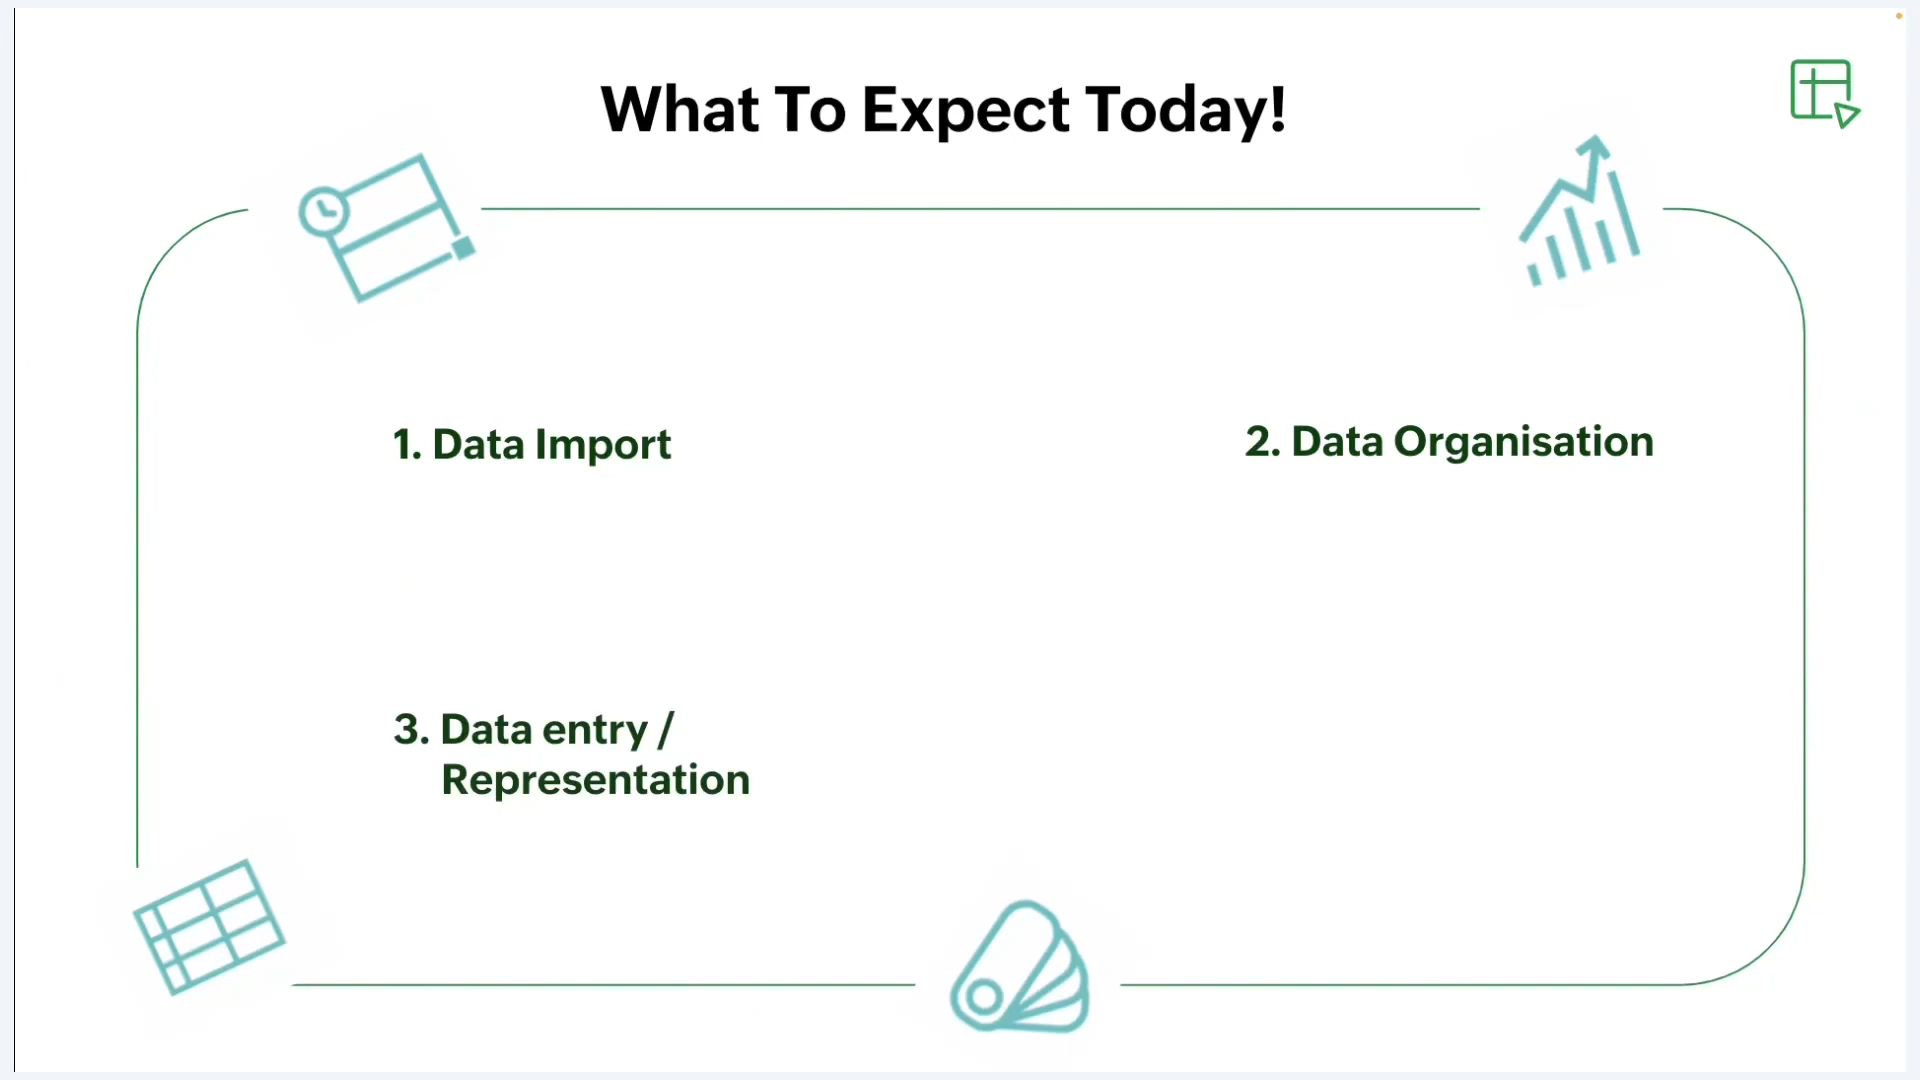 What To Expect Today!
1. Data Import
2. Data Organisation
3. Data entry /
Representation